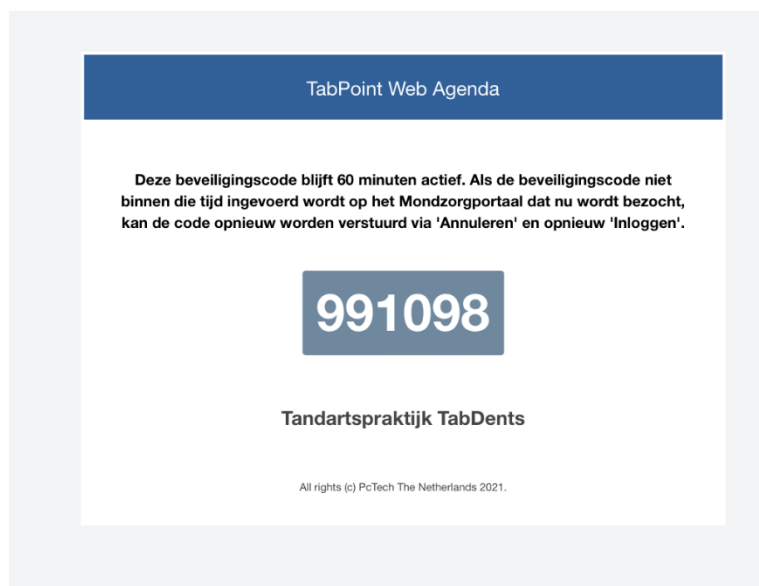 TabPoint Web Agenda
Deze beveiligingscode blijft 60 minuten actief. Als de beveiligingscode niet
binnen die tijd ingevoerd wordt op het Mondzorgportaal dat nu wordt bezocht,
kan de code opnieuw worden verstuurd via 'Annuleren' en opnieuw 'Inloggen'.
991098
Tandartspraktijk TabDents
All rights (c) PcTech The Netherlands 2021.